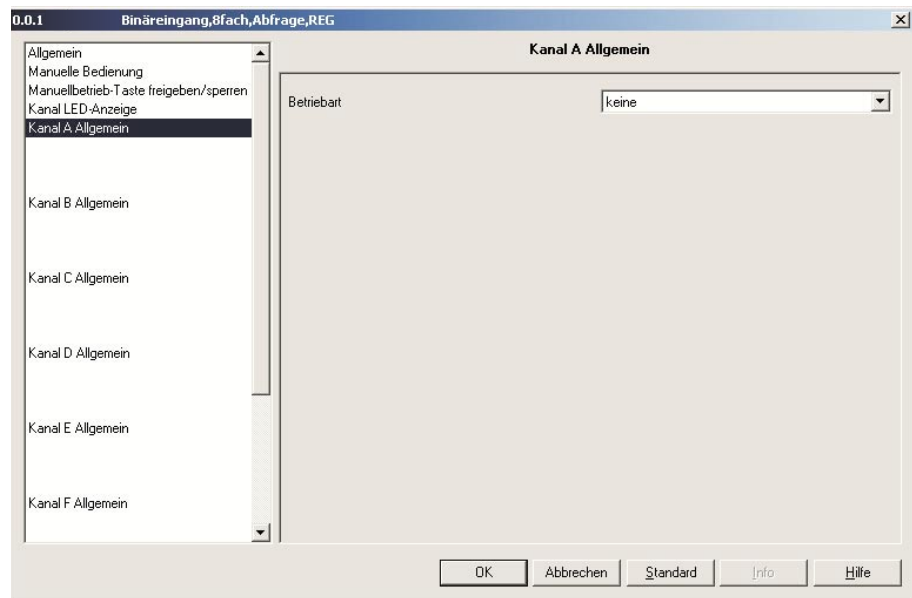 0.0.1 Binäreingang,8fach,Abfrage,REG
Allgemein
Manuelle Bedienung
Manuellbetrieb-Taste freigeben/sperren
Kanal LED-Anzeige
Kanal A Allgemein
Kanal B Allgemein
Kanal C Allgemein
Kanal D Allgemein
Kanal E Allgemein
Kanal F Allgemein
Kanal A Allgemein
Betriebart keine
OK Abbrechen Standard Info Hilfe